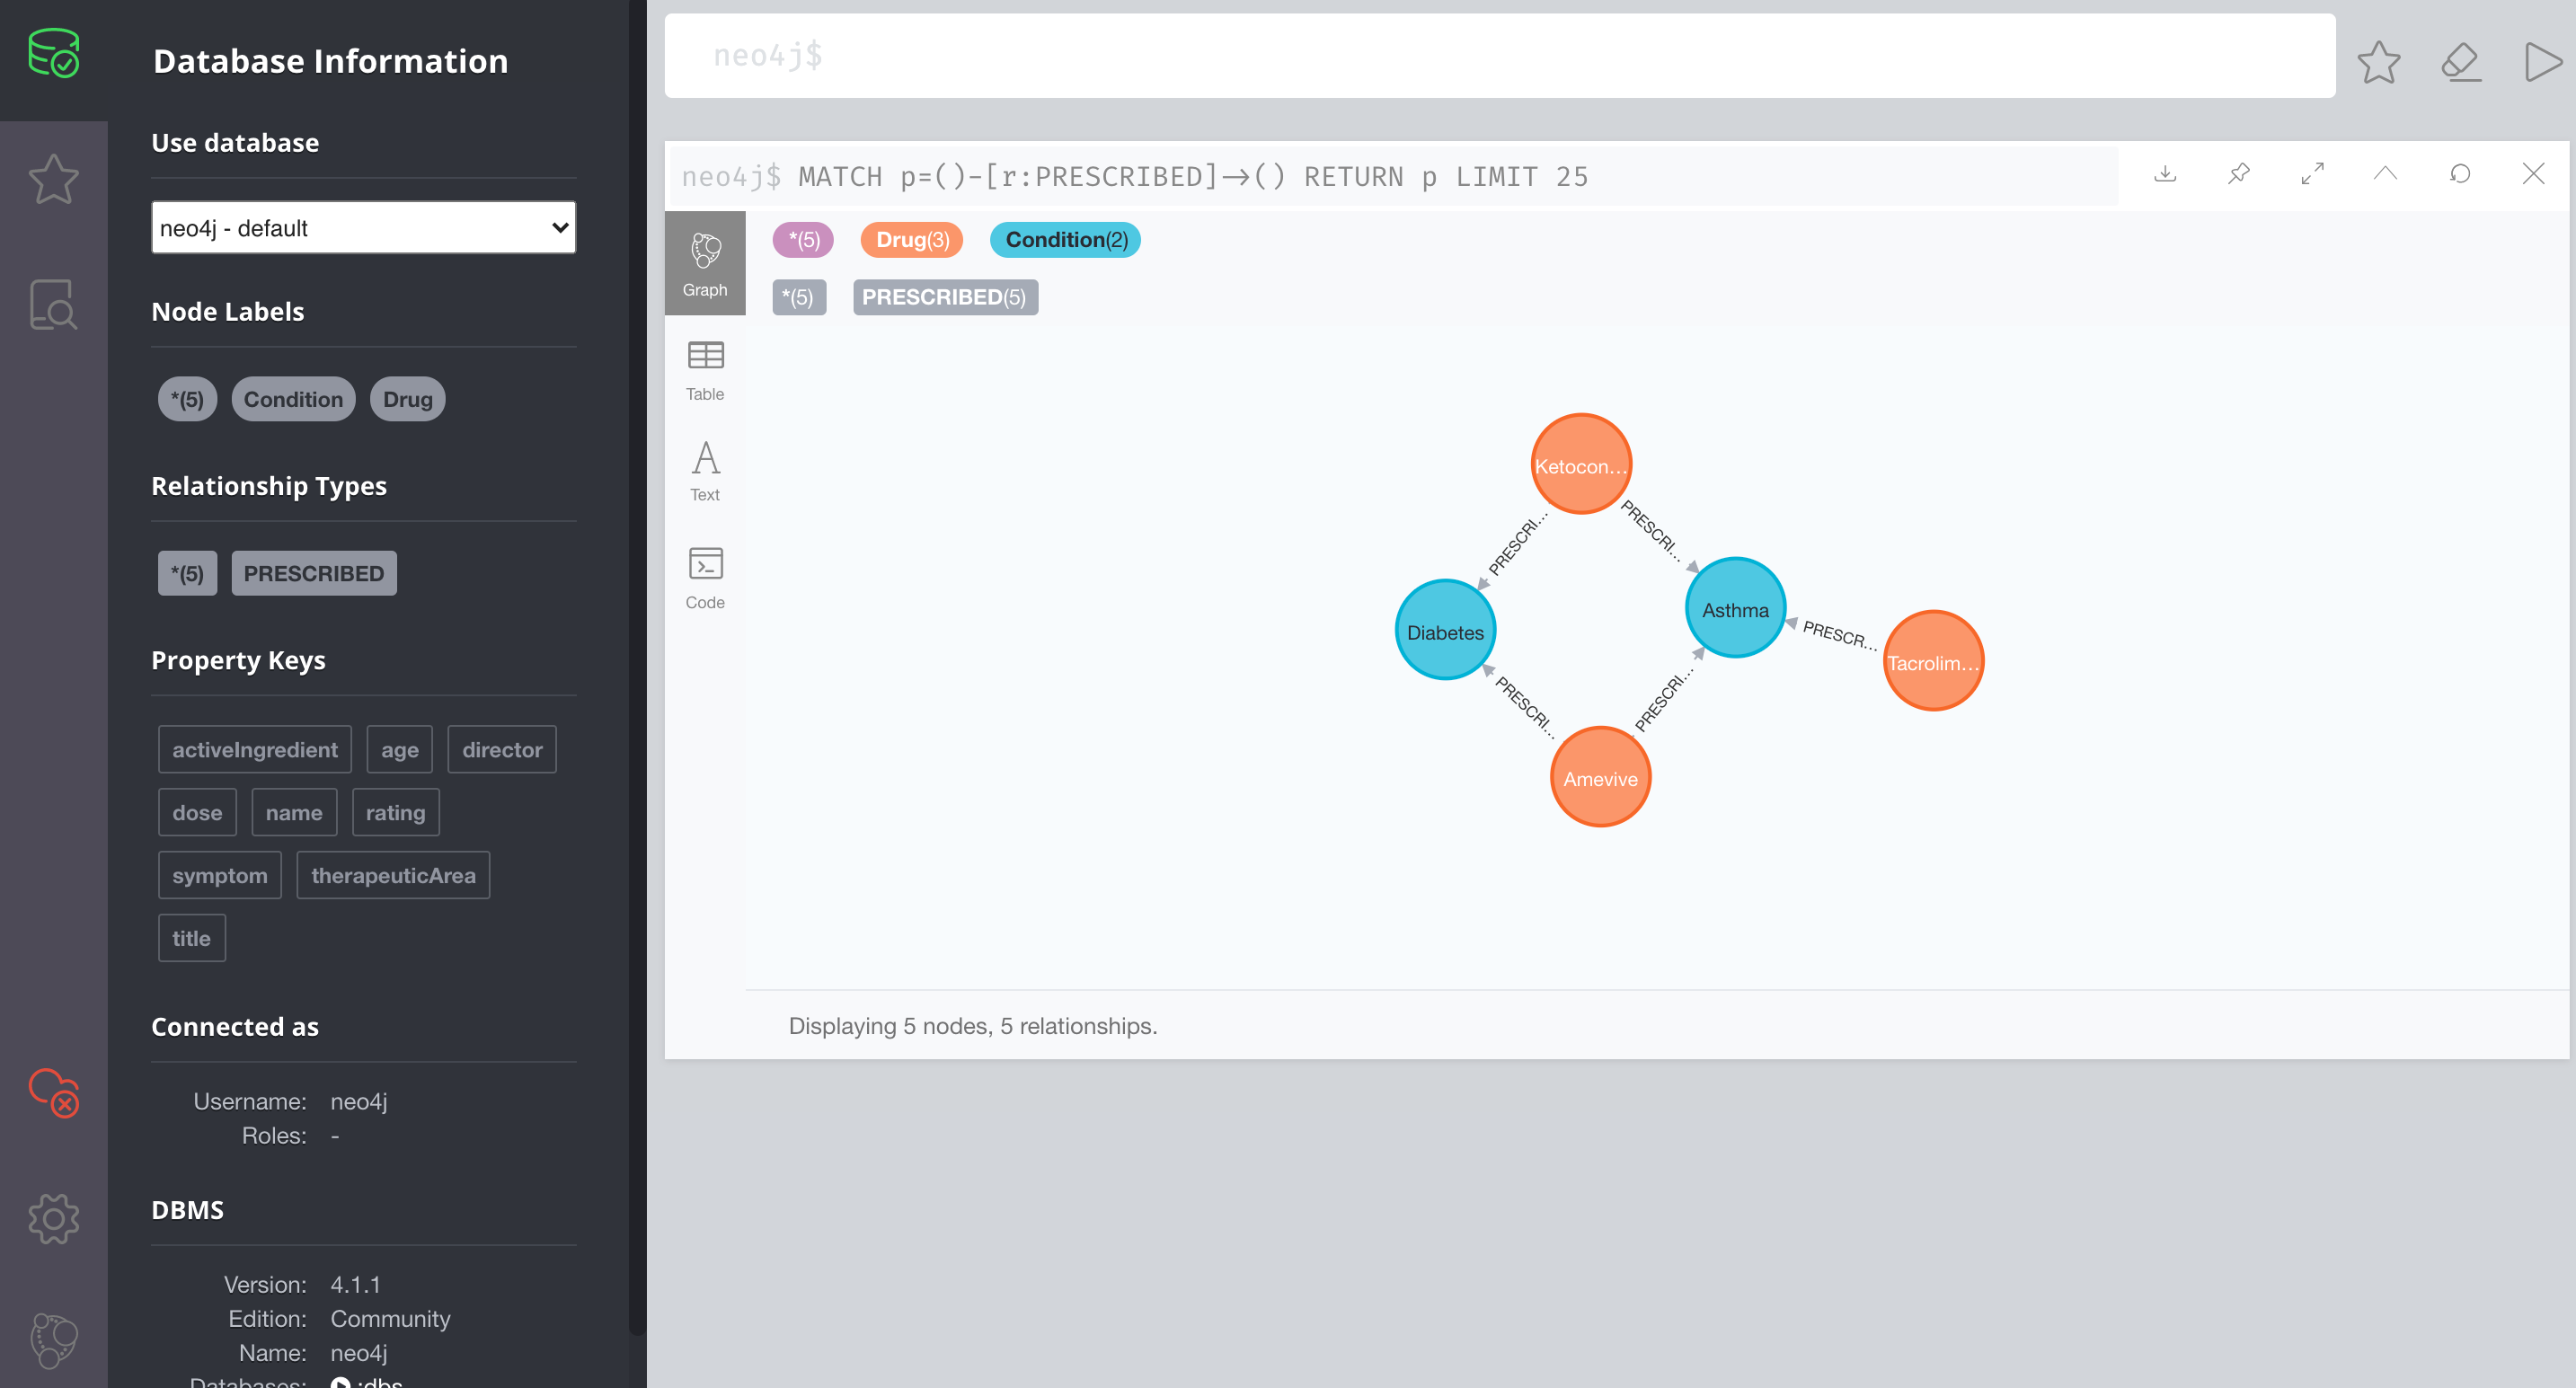 Database Information
Use database
neo4j - default
Node Labels
*(5) Condition Drug
Relationship Types
*(5) PRESCRIBED
Property Keys
activeIngredient age director
dose name rating
symptom therapeuticArea
title
Connected as
Username: neo4j
Roles: -
DBMS
Version: 4.1.1
Edition: Community
Name: neo4j
Databases: :dbs
neo4j$
neo4j$ MATCH p=()-[r:PRESCRIBED]→() RETURN p LIMIT 25
Graph
Table
Text
Code
*(5) Drug(3) Condition(2)
*(5) PRESCRIBED(5)
Ketocon...
PRESCRI...
PRESCRI...
Diabetes
Asthma
PRESCR...
Tacrolim...
PRESCRI...
PRESCRI...
Amevive
Displaying 5 nodes, 5 relationships.